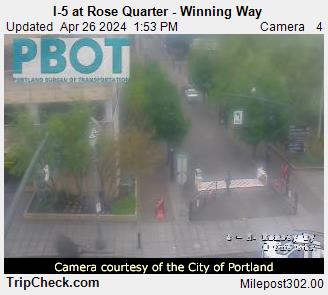 I-5 at Rose Quarter - Winning Way
Updated Apr 26 2024 1:53 PM Camera 4
PBOT
PORTLAND BUREAU OF TRANSPORTATION
Camera courtesy of the City of Portland
TripCheck.com Milepost302.00